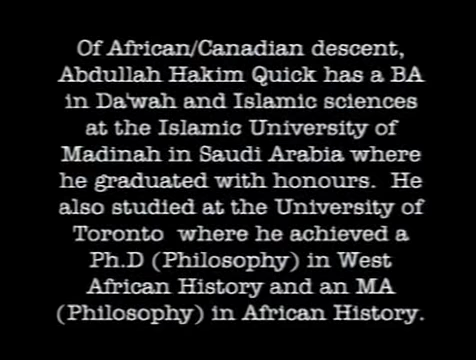 Of African/Canadian descent,
Abdullah Hakim Quick has a BA
in Da'wah and Islamic sciences
at the Islamic University of
Madinah in Saudi Arabia where
he graduated with honours. He
also studied at the University of
Toronto where he achieved a
Ph.D (Philosophy) in West
African History and an MA
(Philosophy) in African History.